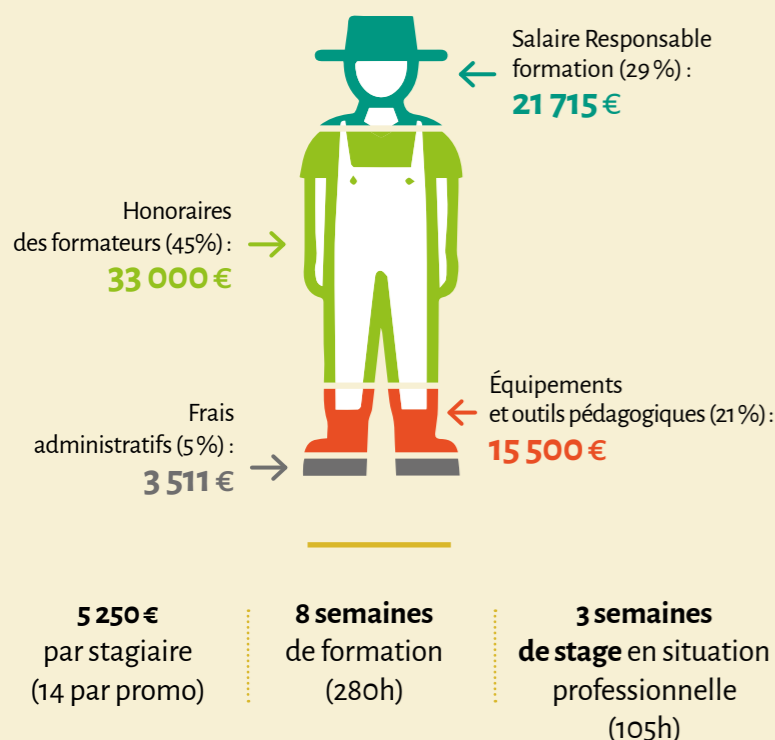 Salaire Responsable
formation (29 %) :
21 715 €
Honoraires
des formateurs (45%) :
33 000 €
Équipements
et outils pédagogiques (21 %) :
15 500 €
Frais
administratifs (5 %) :
3 511 €
5 250 €
par stagiaire
(14 par promo)
8 semaines
de formation
(280h)
3 semaines
de stage en situation
professionnelle
(105h)